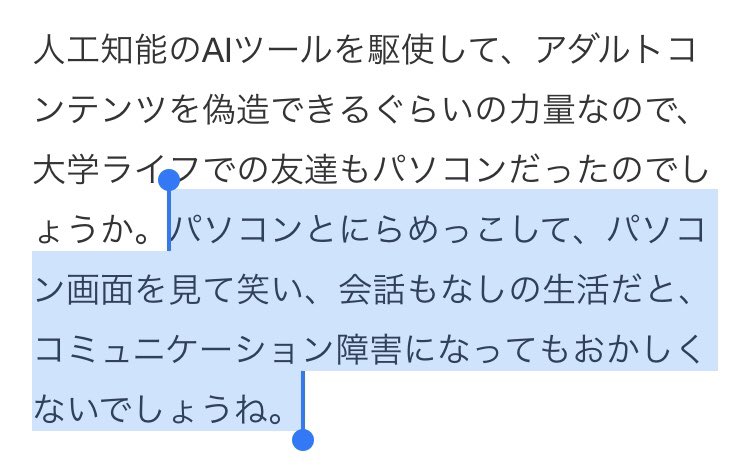 人工知能のAIツールを駆使して、アダルトコ
ンテンツを偽造できるぐらいの力量なので、
大学ライフでの友達もパソコンだったのでし
ょうか。パソコンとにらめっこして、パソコ
ン画面を見て笑い、会話もなしの生活だと、
コミュニケーション障害になってもおかしく
ないでしょうね。